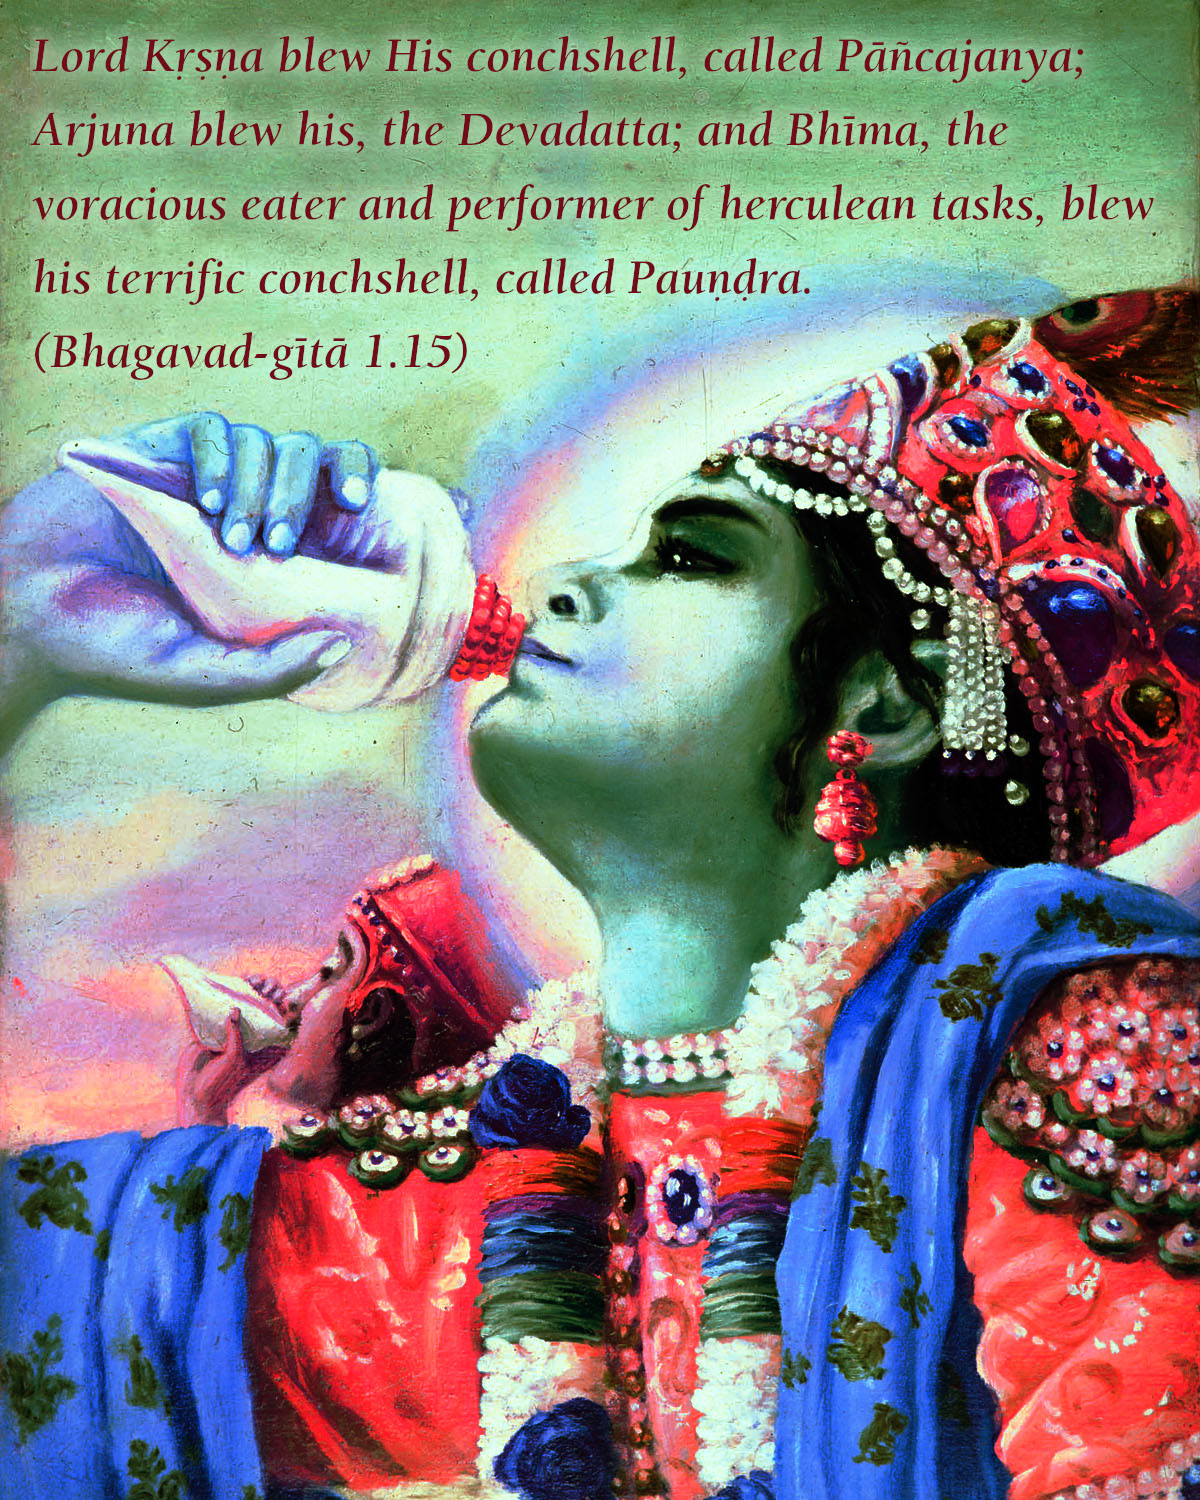 Lord Kṛṣṇa blew His conchshell, called Pāñcajanya;
Arjuna blew his, the Devadatta; and Bhīma, the
voracious eater and performer of herculean tasks, blew
his terrific conchshell, called Pauṇḍra.
(Bhagavad-gītā 1.15)